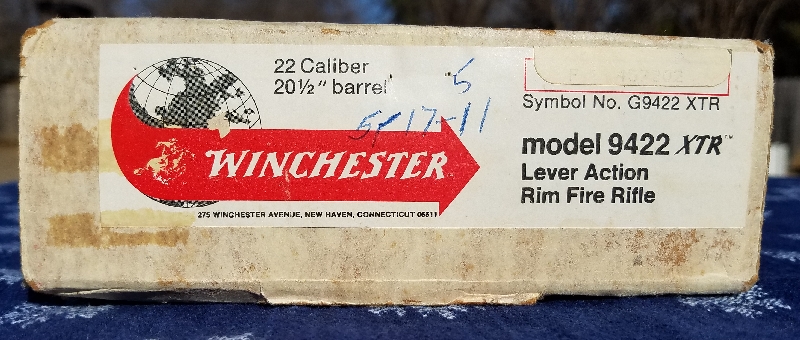 22 Caliber
20½" barrel
5
5/17-11
Symbol No. G9422 XTR
WINCHESTER
model 9422 XTR™
Lever Action
Rim Fire Rifle
275 WINCHESTER AVENUE, NEW HAVEN, CONNECTICUT 06511